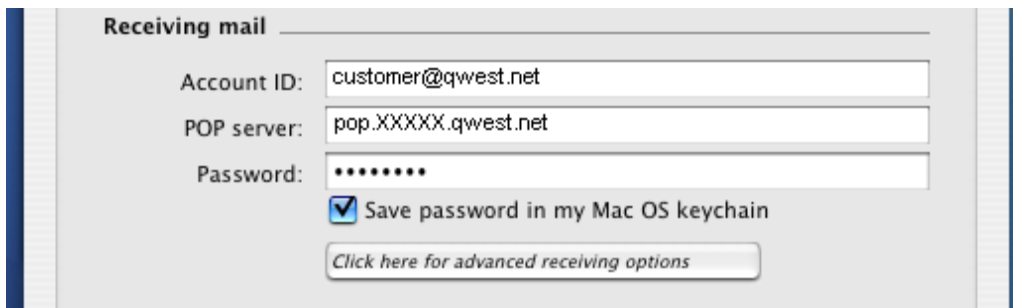 Receiving mail
Account ID: customer@qwest.net
POP server: pop.XXXXX.qwest.net
Password: ••••••••
Save password in my Mac OS keychain
Click here for advanced receiving options